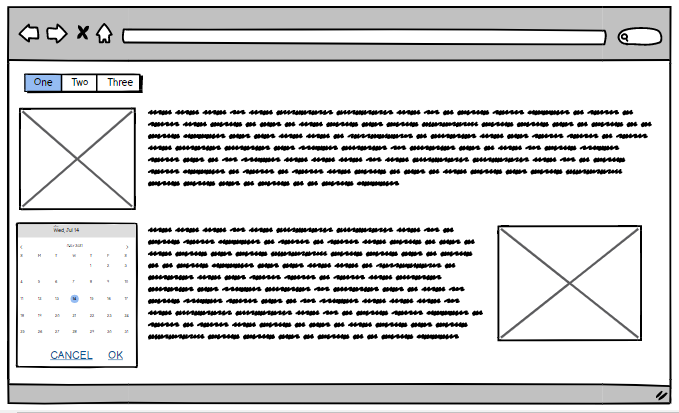 One Two Three
Wed, Jul 14
S M T W T F S
1 2 3
4 5 6 7 8 9 10
11 12 13 14 15 16 17
18 19 20 21 22 23 24
25 26 27 28 29 30 31
CANCEL OK